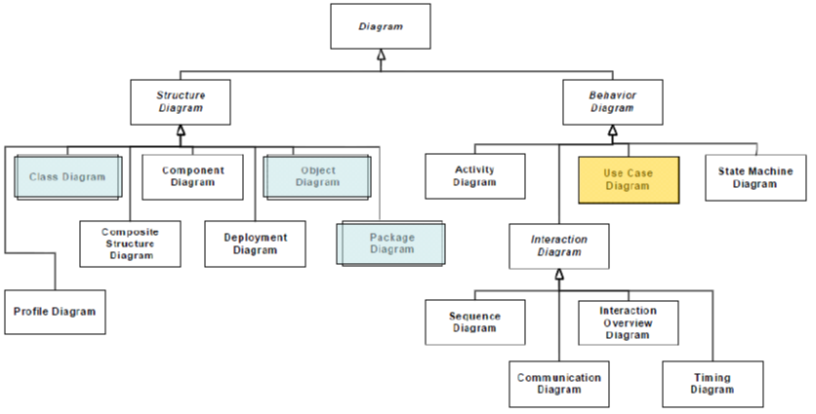 Diagram
Structure
Diagram
Behavior
Diagram
Class Diagram
Component
Diagram
Object
Diagram
Activity
Diagram
Use Case
Diagram
State Machine
Diagram
Composite
Structure
Diagram
Deployment
Diagram
Package
Diagram
Interaction
Diagram
Profile Diagram
Sequence
Diagram
Interaction
Overview
Diagram
Communication
Diagram
Timing
Diagram